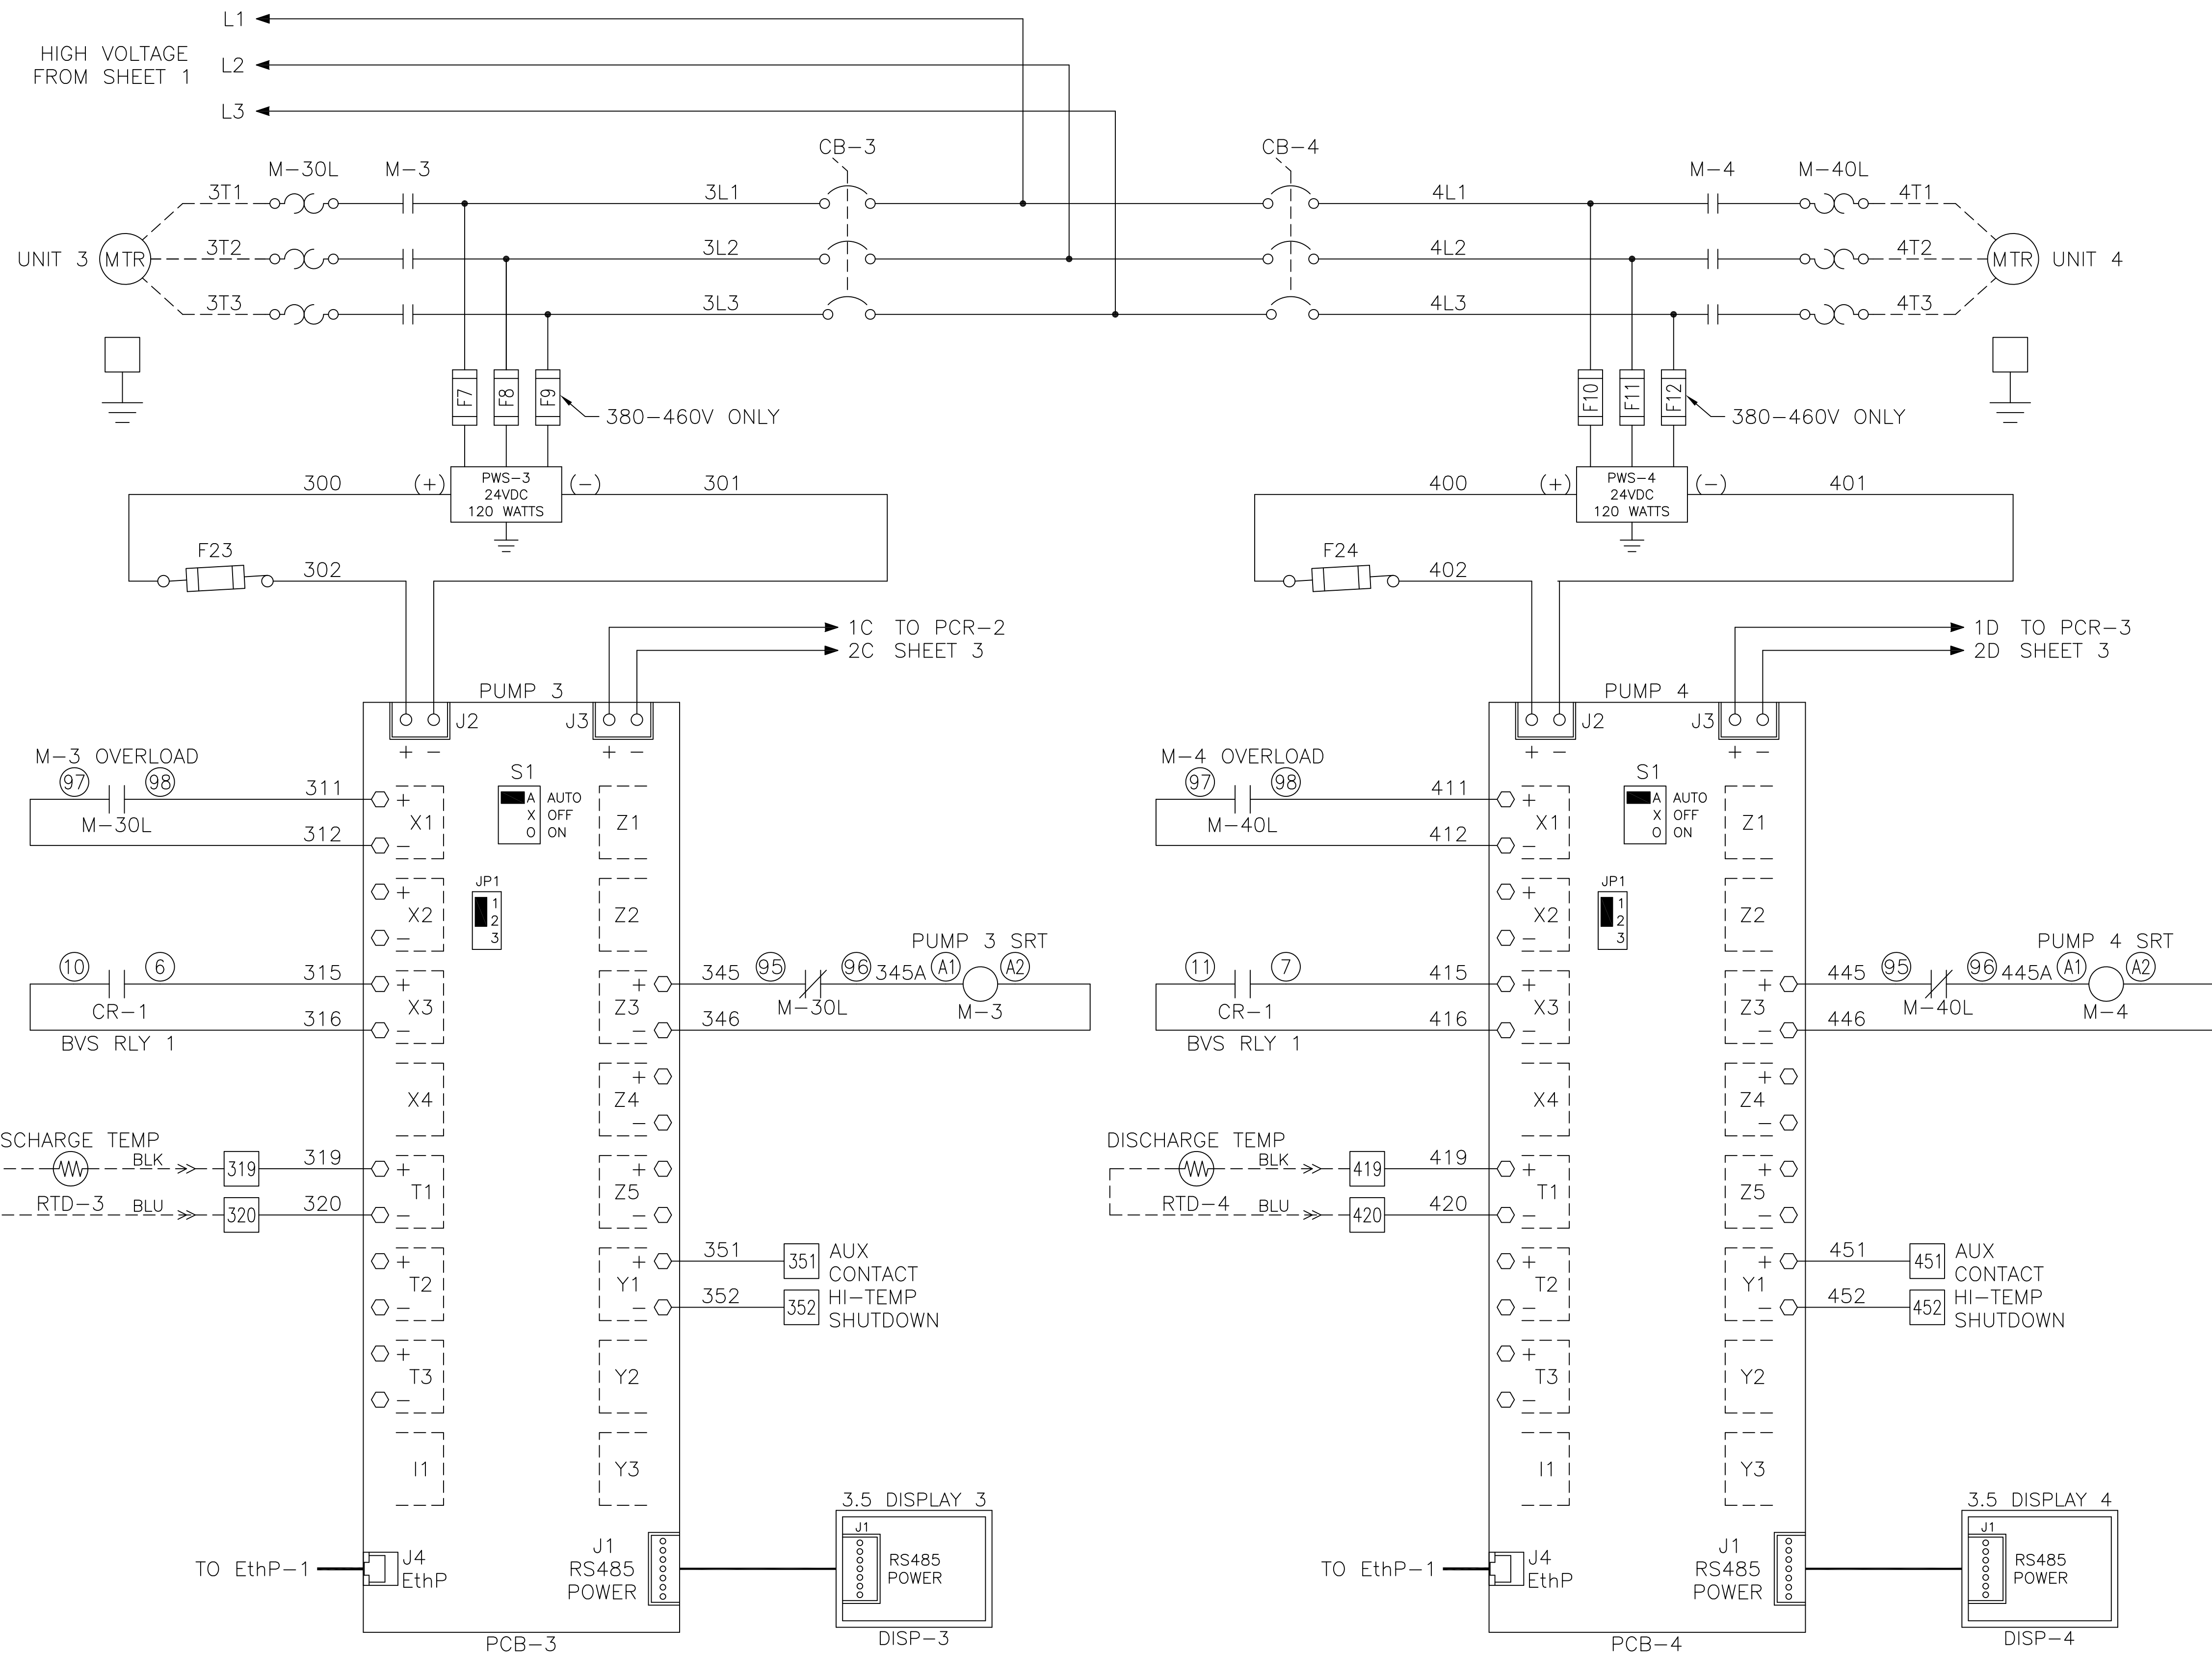 L1
HIGH VOLTAGE
FROM SHEET 1
L2
L3
CB-3
CB-4
M-30L
M-3
M-4
M-40L
3T1
3L1
4L1
4T1
UNIT 3
MTR
3T2
3L2
4L2
4T2
MTR
UNIT 4
3T3
3L3
4L3
4T3
F7
F8
F9
380-460V ONLY
F10
F11
F12
380-460V ONLY
300
(+)
PWS-3
24VDC
120 WATTS
(-)
301
400
(+)
PWS-4
24VDC
120 WATTS
(-)
401
F23
302
F24
402
1C TO PCR-2
2C SHEET 3
1D TO PCR-3
2D SHEET 3
PUMP 3
J2
J3
+ -
+ -
M-3 OVERLOAD
97
98
M-30L
311
312
+
X1
-
S1
A AUTO
X OFF
O ON
Z1
+
X2
-
JP1
1
2
3
Z2
10
6
CR-1
BVS RLY 1
315
316
+
X3
-
+
Z3
-
345
346
95
96
M-30L
345A
PUMP 3 SRT
A1
A2
M-3
X4
+
Z4
-
SCHARGE TEMP
BLK
319
319
RTD-3
BLU
320
320
+
T1
-
+
Z5
-
+
T2
-
+
Y1
-
351
351
AUX
CONTACT
352
352
HI-TEMP
SHUTDOWN
+
T3
-
Y2
I1
Y3
TO EthP-1
J4
EthP
J1
RS485
POWER
3.5 DISPLAY 3
J1
RS485
POWER
DISP-3
PCB-3
PUMP 4
J2
J3
+ -
+ -
M-4 OVERLOAD
97
98
M-40L
411
412
+
X1
-
S1
A AUTO
X OFF
O ON
Z1
+
X2
-
JP1
1
2
3
Z2
11
7
CR-1
BVS RLY 1
415
416
+
X3
-
+
Z3
-
445
446
95
96
M-40L
445A
PUMP 4 SRT
A1
A2
M-4
X4
+
Z4
-
DISCHARGE TEMP
BLK
419
419
RTD-4
BLU
420
420
+
T1
-
+
Z5
-
+
T2
-
+
Y1
-
451
451
AUX
CONTACT
452
452
HI-TEMP
SHUTDOWN
+
T3
-
Y2
I1
Y3
TO EthP-1
J4
EthP
J1
RS485
POWER
3.5 DISPLAY 4
J1
RS485
POWER
DISP-4
PCB-4